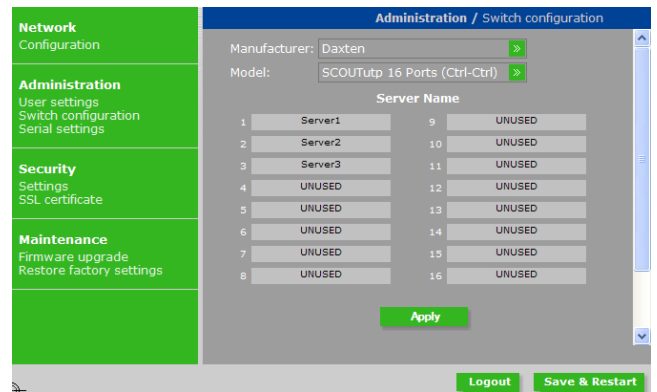 Network
Configuration
Administration
User settings
Switch configuration
Serial settings
Security
Settings
SSL certificate
Maintenance
Firmware upgrade
Restore factory settings
Administration / Switch configuration
Manufacturer: Daxten
Model: SCOUTutp 16 Ports (Ctrl-Ctrl)
Server Name
1 Server1 9 UNUSED
2 Server2 10 UNUSED
3 Server3 11 UNUSED
4 UNUSED 12 UNUSED
5 UNUSED 13 UNUSED
6 UNUSED 14 UNUSED
7 UNUSED 15 UNUSED
8 UNUSED 16 UNUSED
Apply
Logout Save & Restart